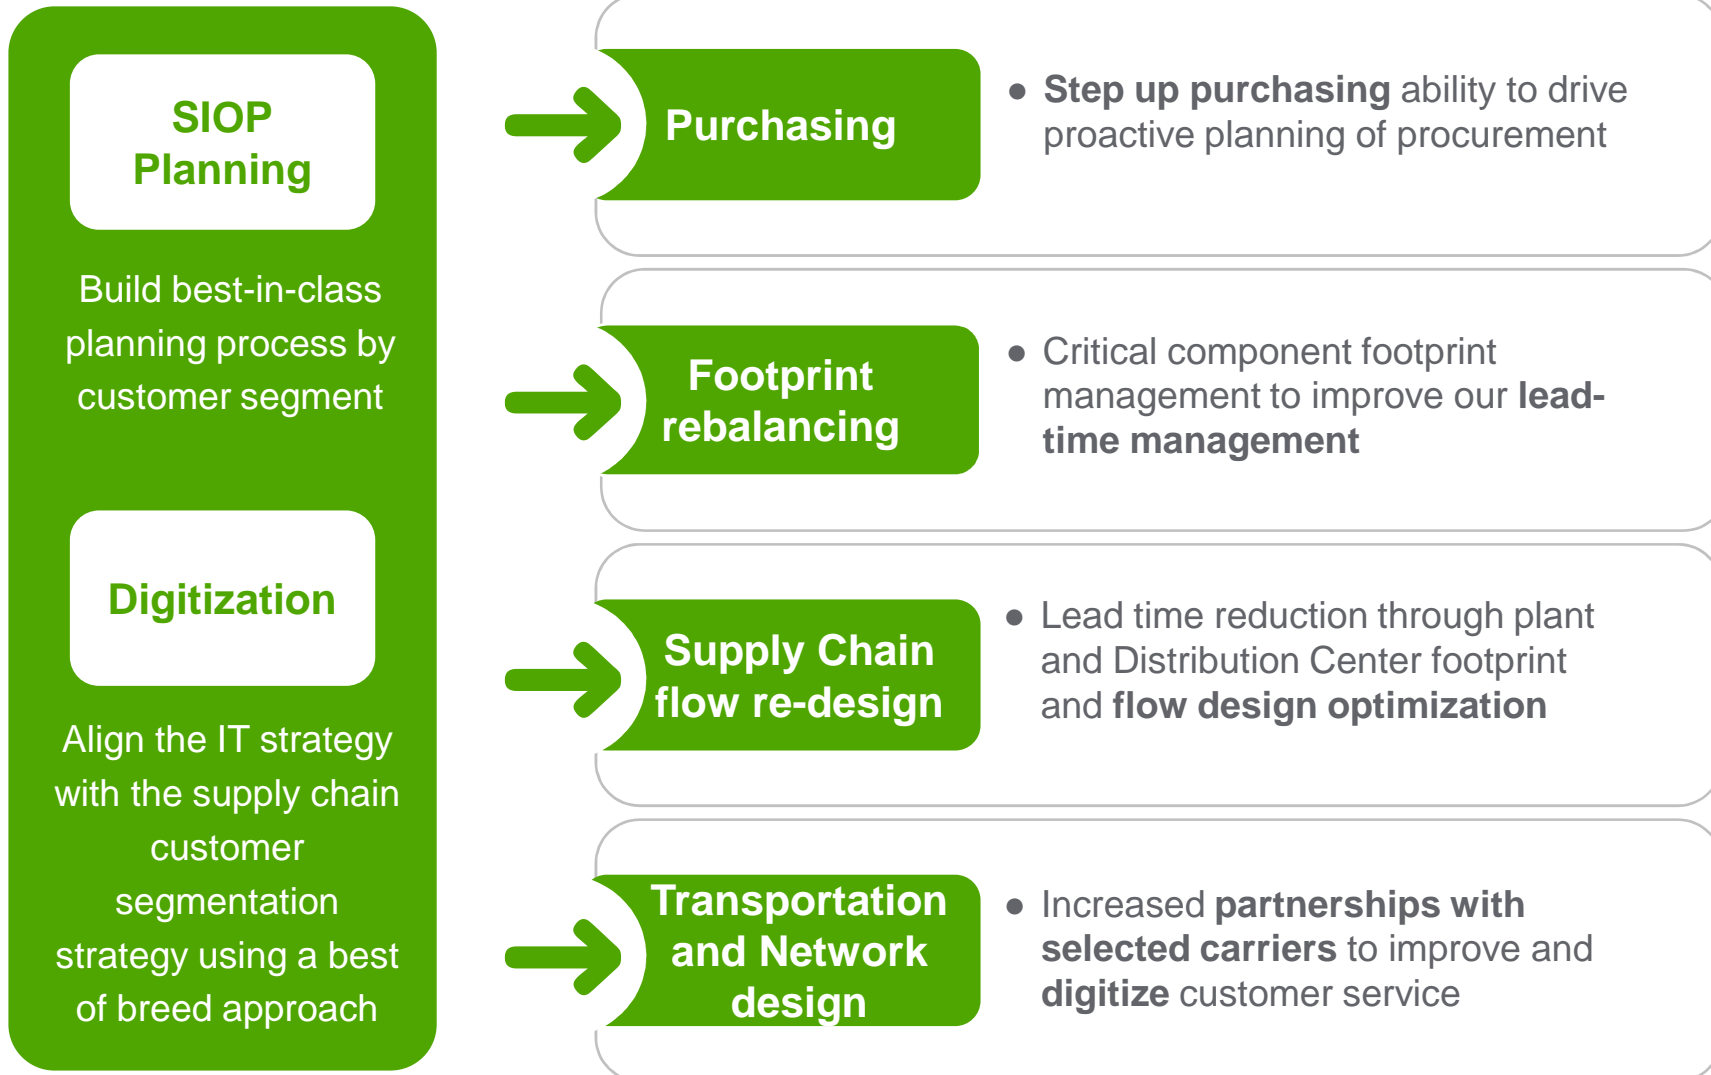 SIOP
Planning
Build best-in-class
planning process by
customer segment
Digitization
Align the IT strategy
with the supply chain
customer
segmentation
strategy using a best
of breed approach
Purchasing
● Step up purchasing ability to drive
proactive planning of procurement
Footprint
rebalancing
● Critical component footprint
management to improve our lead-
time management
Supply Chain
flow re-design
● Lead time reduction through plant
and Distribution Center footprint
and flow design optimization
Transportation
and Network
design
● Increased partnerships with
selected carriers to improve and
digitize customer service